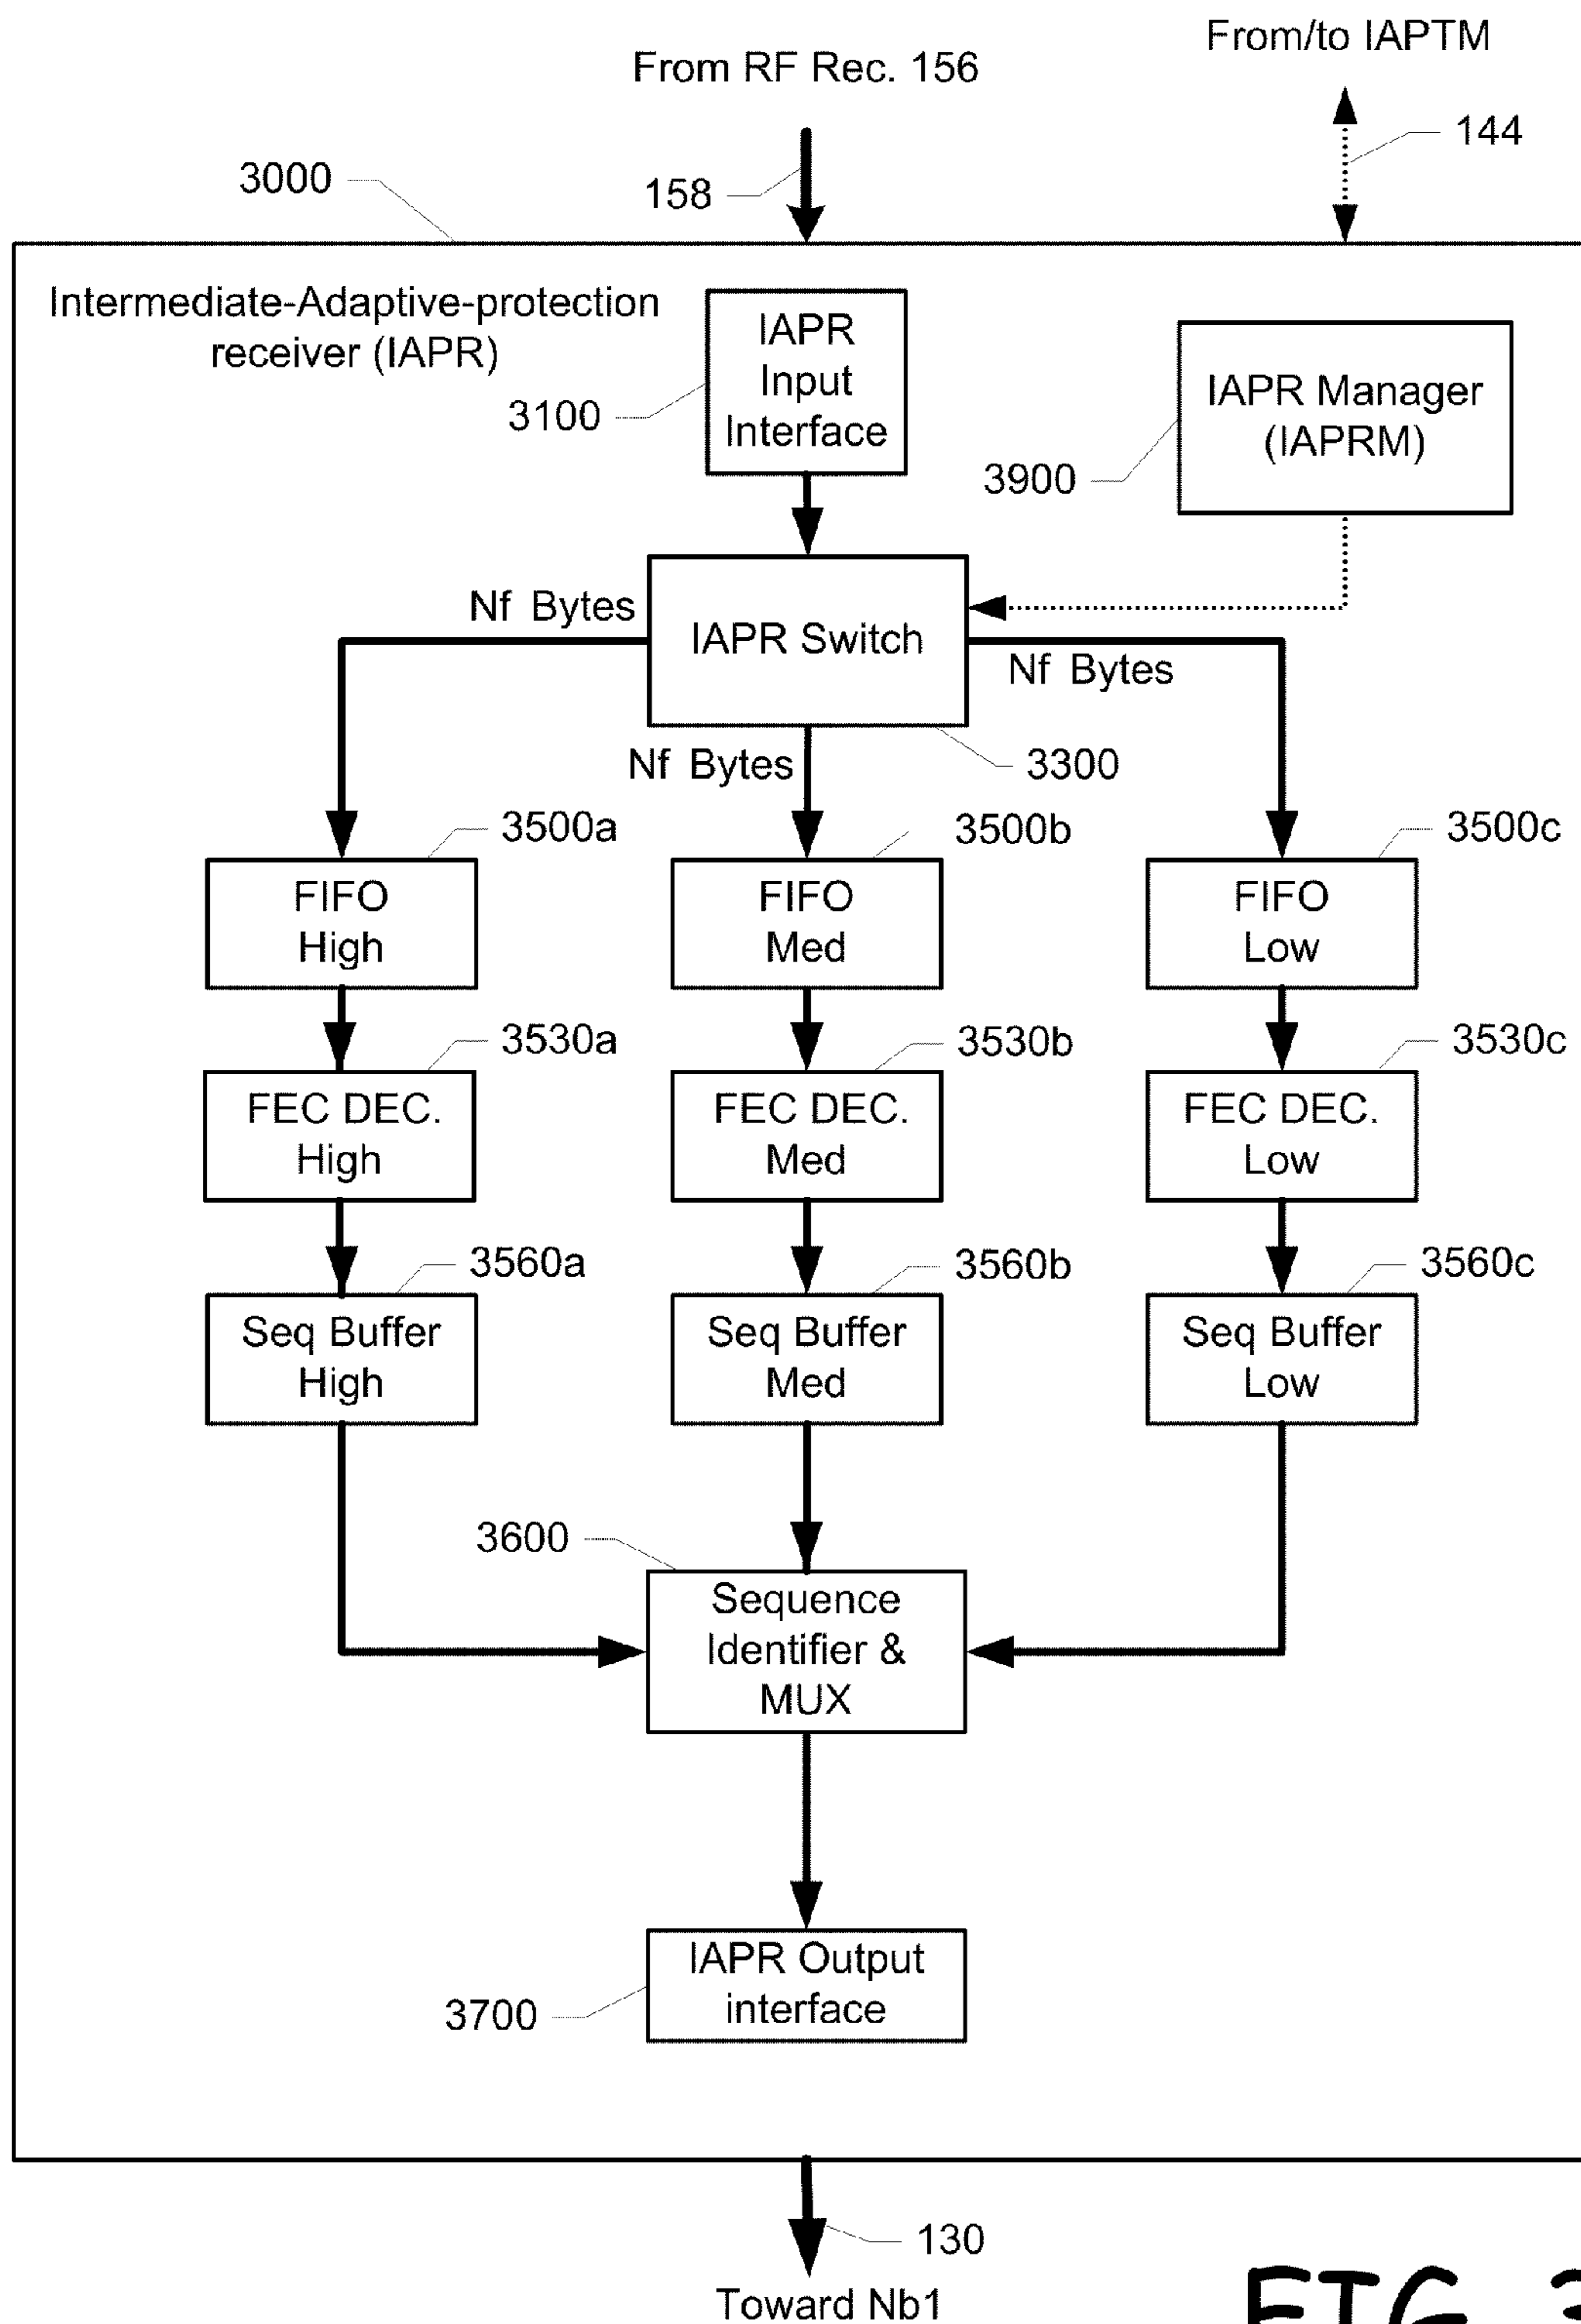 From/to IAPTM
From RF Rec. 156
144
3000
158
Intermediate-Adaptive-protection
receiver (IAPR)
IAPR
Input
Interface
3100
IAPR Manager
(IAPRM)
3900
Nf Bytes
IAPR Switch
Nf Bytes
Nf Bytes
3300
3500a
3500b
3500c
FIFO
High
FIFO
Med
FIFO
Low
3530a
3530b
3530c
FEC DEC.
High
FEC DEC.
Med
FEC DEC.
Low
3560a
3560b
3560c
Seq Buffer
High
Seq Buffer
Med
Seq Buffer
Low
3600
Sequence
Identifier &
MUX
IAPR Output
interface
3700
130
Toward Nb1
FIG